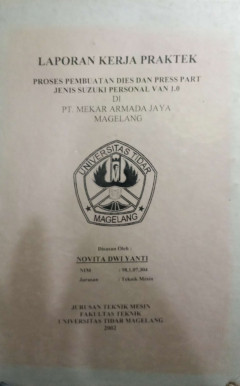 LAPORAN KERJA PRAKTEK
PROSES PEMBUATAN DIES DAN PRESS PART
JENIS SUZUKI PERSONAL VAN 1.0
DI
PT. MEKAR ARMADA JAYA
MAGELANG
UNIVERSITAS TIDAR
MAGELANG
Disusun Oleh :
NOVITA DWI YANTI
NIM :
Jurusan : Teknik Mesin
JURUSAN TEKNIK MESIN
FAKULTAS TEKNIK
UNIVERSITAS TIDAR MAGELANG
2002